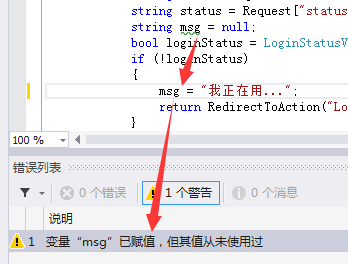 string status = Request["status
string msg = null;
bool loginStatus = LoginStatusV
if (!loginStatus)
{
msg = "我正在用...";
return RedirectToAction("Lo
}
100 %
错误列表
0 个错误 1 个警告 0 个消息
说明
1 变量“msg”已赋值，但其值从未使用过